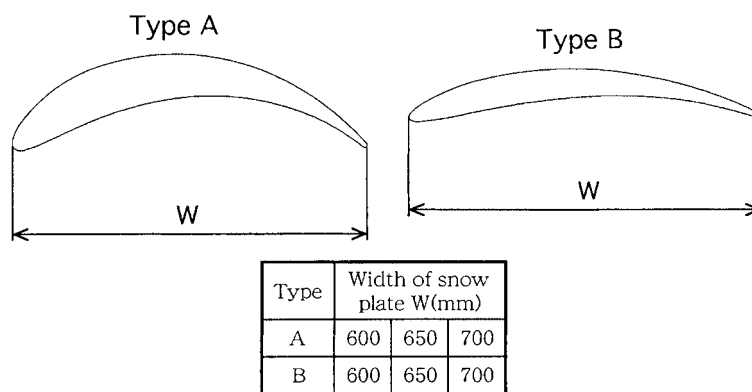 Type A
Type B
W
W
Type
Width of snow
plate W(mm)
A 600 650 700
B 600 650 700